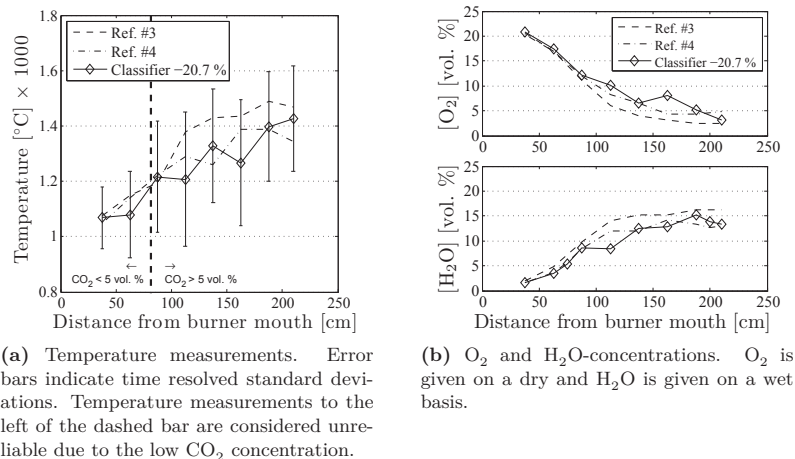 1.8
1.6
1.4
1.2
1
0.8
Temperature [°C] × 1000
Ref. #3
Ref. #4
Classifier −20.7 %
←
→
CO₂ < 5 vol. %
CO₂ > 5 vol. %
0 50 100 150 200 250
Distance from burner mouth [cm]
(a) Temperature measurements. Error
bars indicate time resolved standard devi-
ations. Temperature measurements to the
left of the dashed bar are considered unre-
liable due to the low CO₂ concentration.
25
20
15
10
5
0
[O₂] [vol. %]
Ref. #3
Ref. #4
Classifier −20.7 %
0 50 100 150 200 250
25
20
15
10
5
0
[H₂O] [vol. %]
0 50 100 150 200 250
Distance from burner mouth [cm]
(b) O₂ and H₂O-concentrations. O₂ is
given on a dry and H₂O is given on a wet
basis.